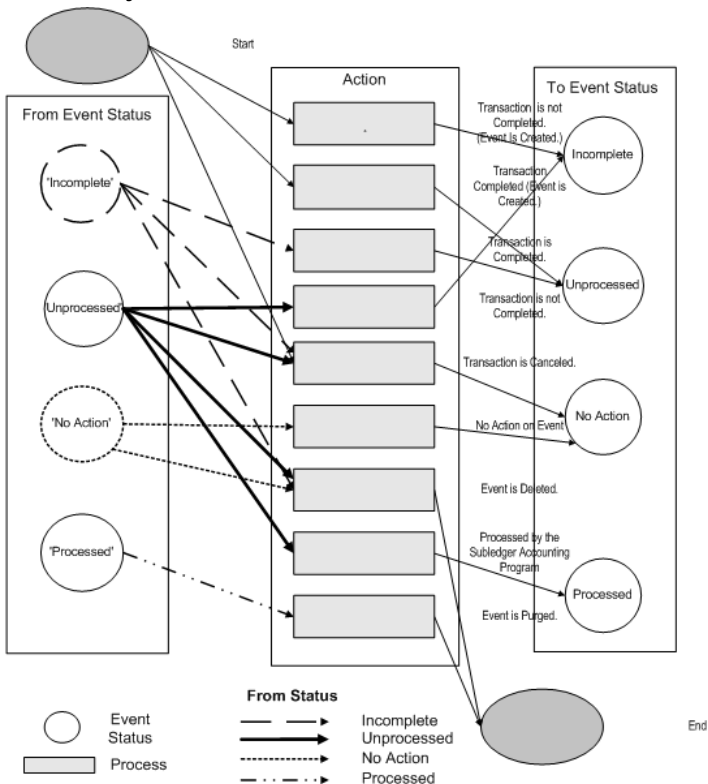 Start
Action
To Event Status
From Event Status
Transaction is not
Completed.
(Event Is Created.)
Incomplete
'Incomplete'
Transaction
Completed (Event is
Created.)
Transaction is
Completed.
Unprocessed
'Unprocessed'
Transaction is not
Completed.
Transaction is Canceled.
'No Action'
No Action
No Action on Event
Event is Deleted.
Processed by the
Subledger Accounting
Program
'Processed'
Processed
Event is Purged.
From Status
Event
Status
Process
Incomplete
Unprocessed
No Action
Processed
End